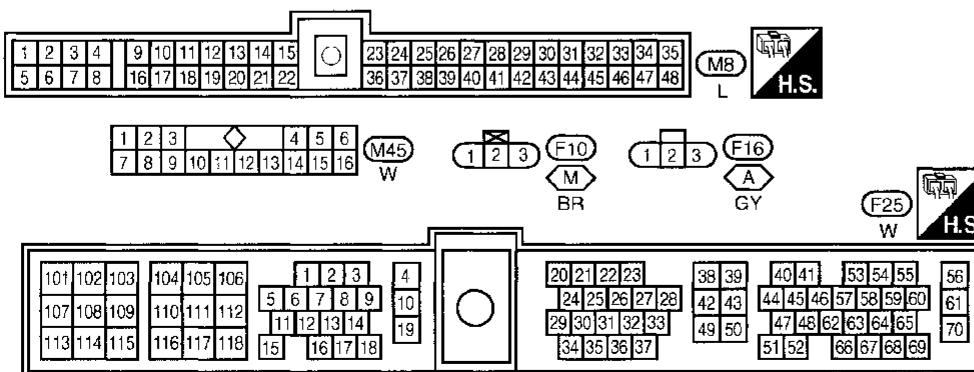 1 2 3 4 9 10 11 12 13 14 15 23 24 25 26 27 28 29 30 31 32 33 34 35
5 6 7 8 16 17 18 19 20 21 22 36 37 38 39 40 41 42 43 44 45 46 47 48
M8
L
H.S.
1 2 3 4 5 6
7 8 9 10 11 12 13 14 15 16
M45
W
1 2 3
F10
M
BR
1 2 3
F16
A
GY
F25
W
H.S
101 102 103 104 105 106 1 2 3 4 20 21 22 23 38 39 40 41 53 54 55 56
107 108 109 110 111 112 5 6 7 8 9 10 24 25 26 27 28 42 43 44 45 46 57 58 59 60 61
11 12 13 14 19 29 30 31 32 33 49 50 47 48 62 63 64 65 70
113 114 115 116 117 118 15 16 17 18 34 35 36 37 51 52 66 67 68 69